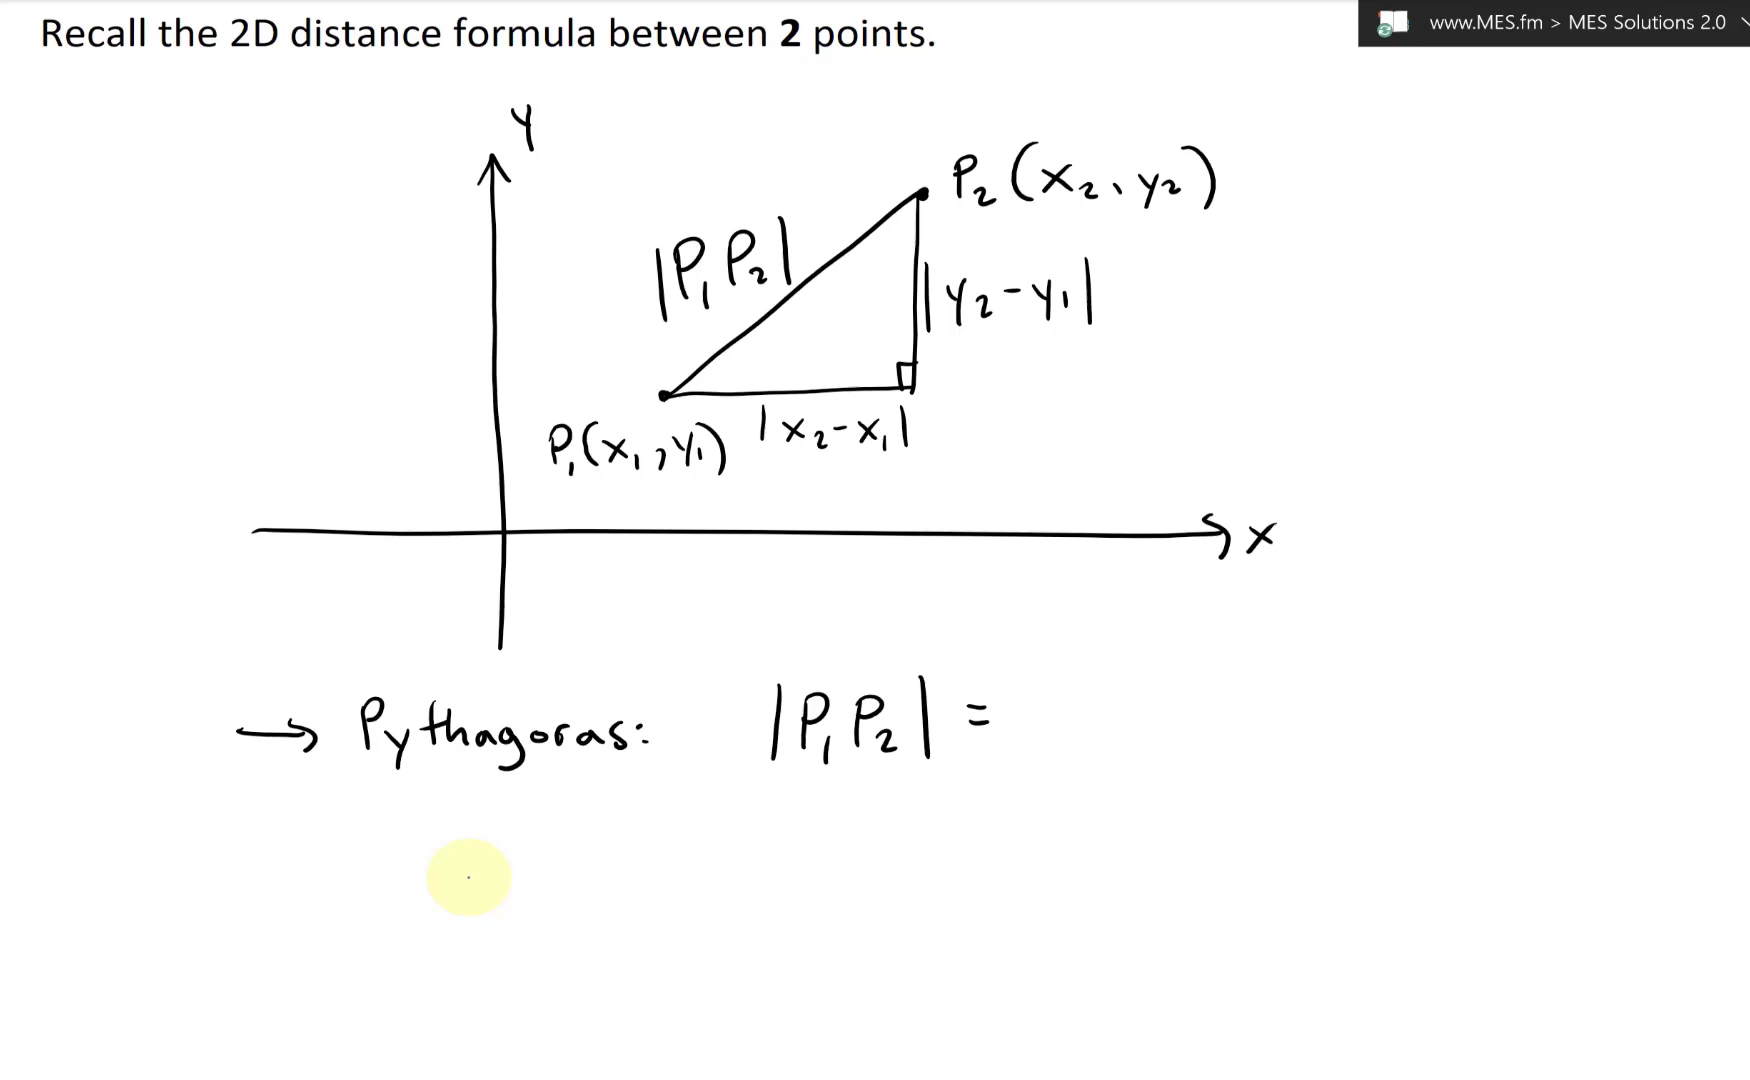 Recall the 2D distance formula between 2 points.
www.MES.fm > MES Solutions 2.0
Y
P₂(x₂, y₂)
|P₁P₂|
|y₂-y₁|
P₁(x₁, y₁)
|x₂-x₁|
x
→ Pythagoras: |P₁P₂| =